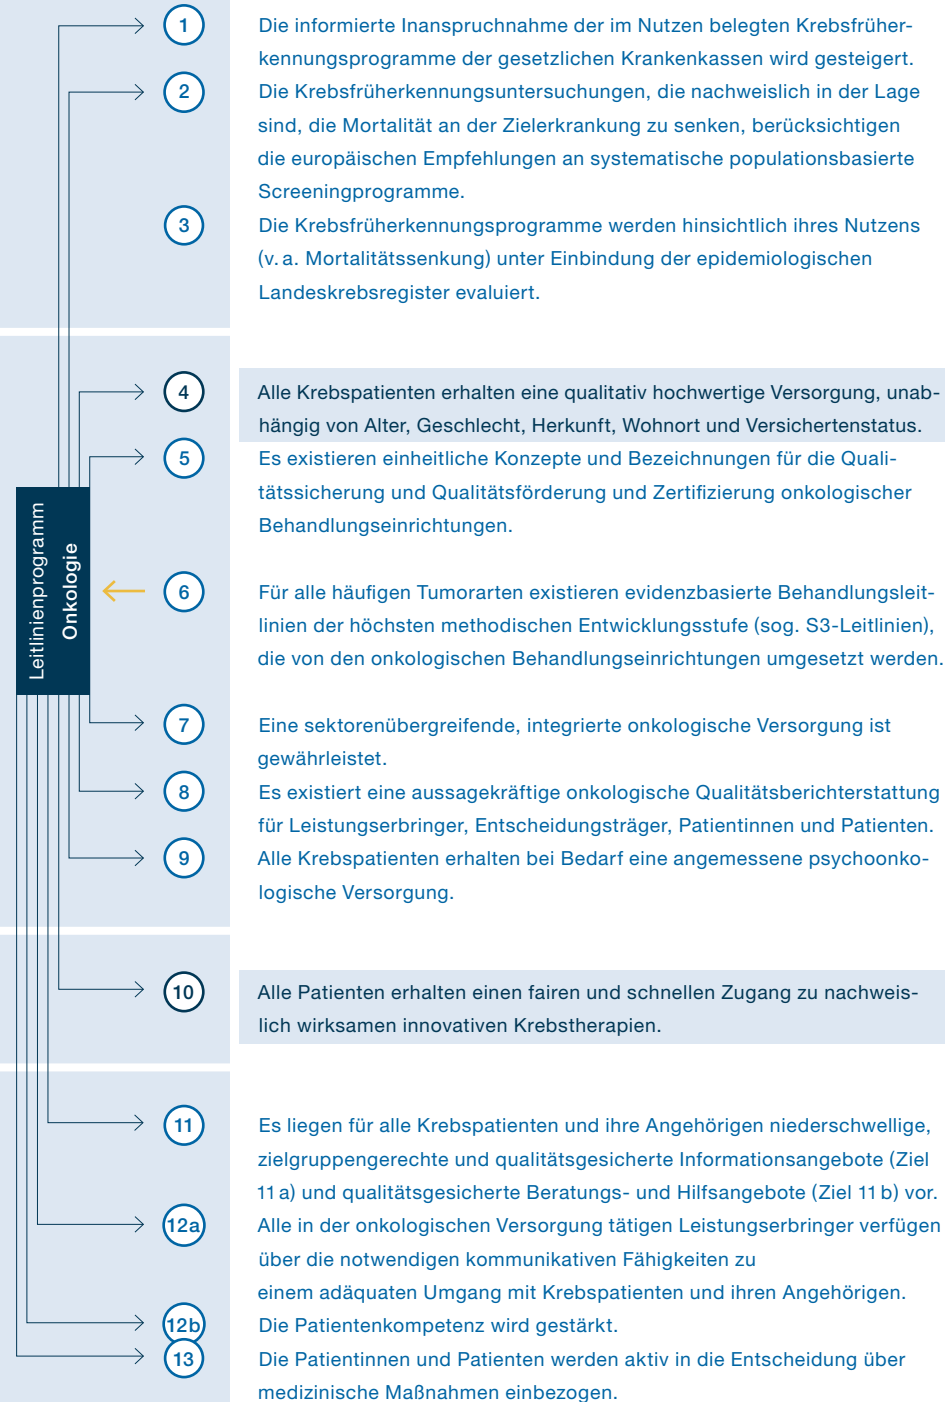 1 Die informierte Inanspruchnahme der im Nutzen belegten Krebsfrüher-
kennungsprogramme der gesetzlichen Krankenkassen wird gesteigert.
2 Die Krebsfrüherkennungsuntersuchungen, die nachweislich in der Lage
sind, die Mortalität an der Zielerkrankung zu senken, berücksichtigen
die europäischen Empfehlungen an systematische populationsbasierte
Screeningprogramme.
3 Die Krebsfrüherkennungsprogramme werden hinsichtlich ihres Nutzens
(v. a. Mortalitätssenkung) unter Einbindung der epidemiologischen
Landeskrebsregister evaluiert.
4 Alle Krebspatienten erhalten eine qualitativ hochwertige Versorgung, unab-
hängig von Alter, Geschlecht, Herkunft, Wohnort und Versichertenstatus.
5 Es existieren einheitliche Konzepte und Bezeichnungen für die Quali-
tätssicherung und Qualitätsförderung und Zertifizierung onkologischer
Behandlungseinrichtungen.
Leitlinienprogramm
Onkologie
6 Für alle häufigen Tumorarten existieren evidenzbasierte Behandlungsleit-
linien der höchsten methodischen Entwicklungsstufe (sog. S3-Leitlinien),
die von den onkologischen Behandlungseinrichtungen umgesetzt werden.
7 Eine sektorenübergreifende, integrierte onkologische Versorgung ist
gewährleistet.
8 Es existiert eine aussagekräftige onkologische Qualitätsberichterstattung
für Leistungserbringer, Entscheidungsträger, Patientinnen und Patienten.
9 Alle Krebspatienten erhalten bei Bedarf eine angemessene psychoonko-
logische Versorgung.
10 Alle Patienten erhalten einen fairen und schnellen Zugang zu nachweis-
lich wirksamen innovativen Krebstherapien.
11 Es liegen für alle Krebspatienten und ihre Angehörigen niederschwellige,
zielgruppengerechte und qualitätsgesicherte Informationsangebote (Ziel
11 a) und qualitätsgesicherte Beratungs- und Hilfsangebote (Ziel 11 b) vor.
12a Alle in der onkologischen Versorgung tätigen Leistungserbringer verfügen
über die notwendigen kommunikativen Fähigkeiten zu
einem adäquaten Umgang mit Krebspatienten und ihren Angehörigen.
12b Die Patientenkompetenz wird gestärkt.
13 Die Patientinnen und Patienten werden aktiv in die Entscheidung über
medizinische Maßnahmen einbezogen.